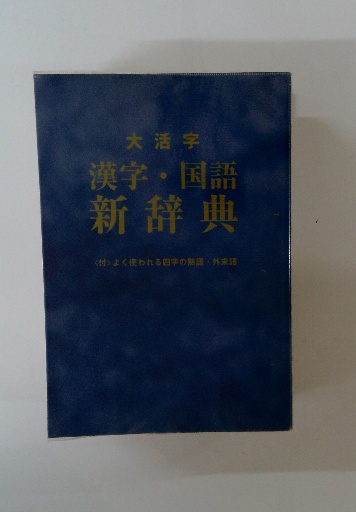 大活字
漢字・国語
新辞典
〈付〉よく使われる四字の熟語・外来語